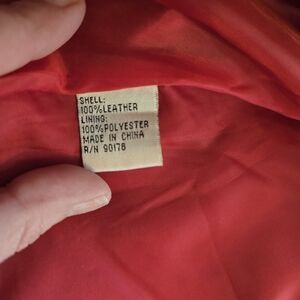 SHELL:
100%LEATHER
LINING:
100%POLYESTER
MADE IN CHINA
R/N 90178